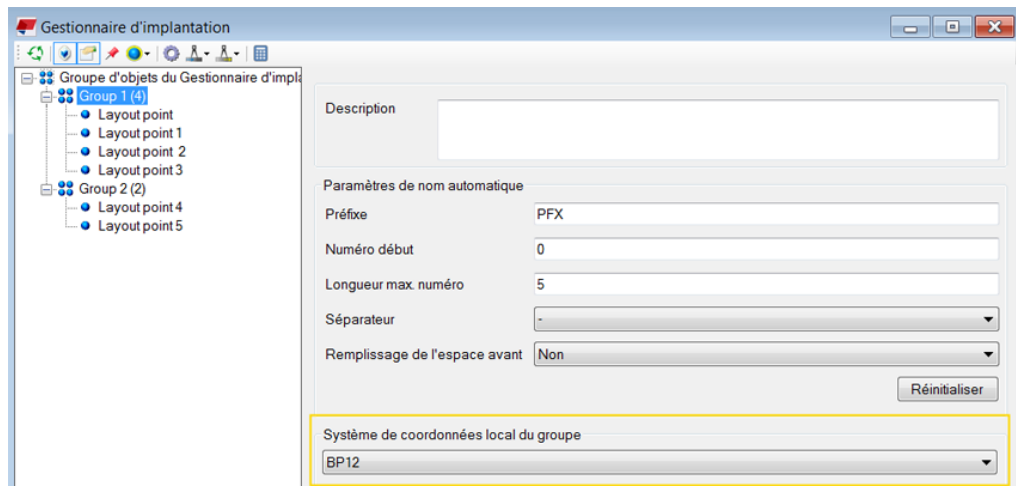 Gestionnaire d'implantation
Groupe d'objets du Gestionnaire d'impla
Group 1 (4)
Layout point
Layout point 1
Layout point 2
Layout point 3
Group 2 (2)
Layout point 4
Layout point 5
Description
Paramètres de nom automatique
Préfixe PFX
Numéro début 0
Longueur max. numéro 5
Séparateur -
Remplissage de l'espace avant Non
Réinitialiser
Système de coordonnées local du groupe
BP12